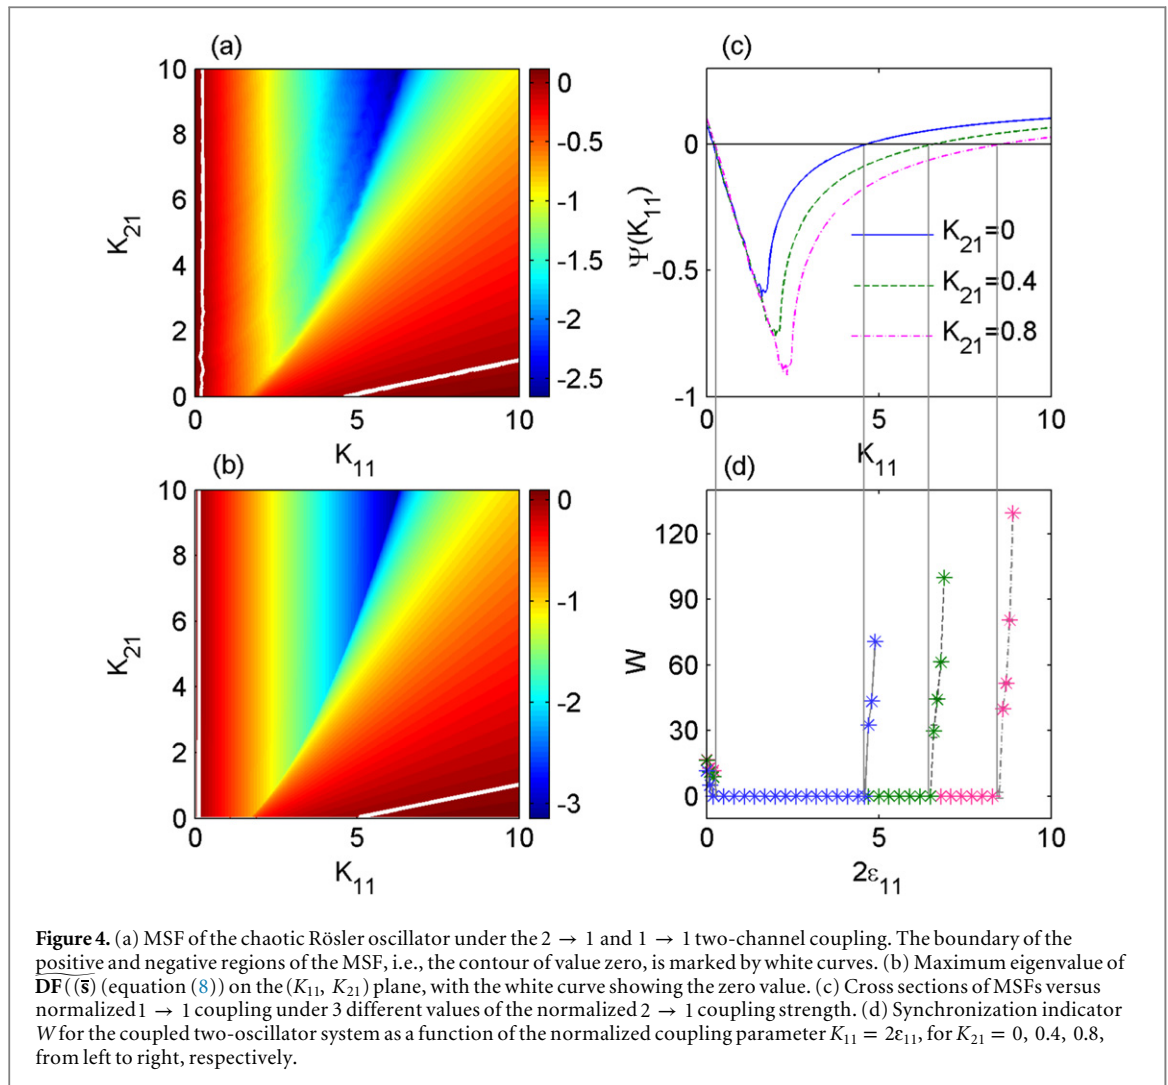 (a)
10
8
6
4
2
0
K21
0
5
10
K11
0
-0.5
-1
-1.5
-2
-2.5
(c)
0
-0.5
-1
Ψ(K11)
K21=0
K21=0.4
K21=0.8
0
5
10
K11
(b)
10
8
6
4
2
0
K21
0
5
10
K11
0
-1
-2
-3
(d)
120
90
60
30
0
W
0
5
10
2ε11
Figure 4. (a) MSF of the chaotic Rösler oscillator under the 2 → 1 and 1 → 1 two-channel coupling. The boundary of the
positive and negative regions of the MSF, i.e., the contour of value zero, is marked by white curves. (b) Maximum eigenvalue of
DF((s̄) (equation (8)) on the (K11, K21) plane, with the white curve showing the zero value. (c) Cross sections of MSFs versus
normalized 1 → 1 coupling under 3 different values of the normalized 2 → 1 coupling strength. (d) Synchronization indicator
W for the coupled two-oscillator system as a function of the normalized coupling parameter K11 = 2ε11, for K21 = 0, 0.4, 0.8,
from left to right, respectively.